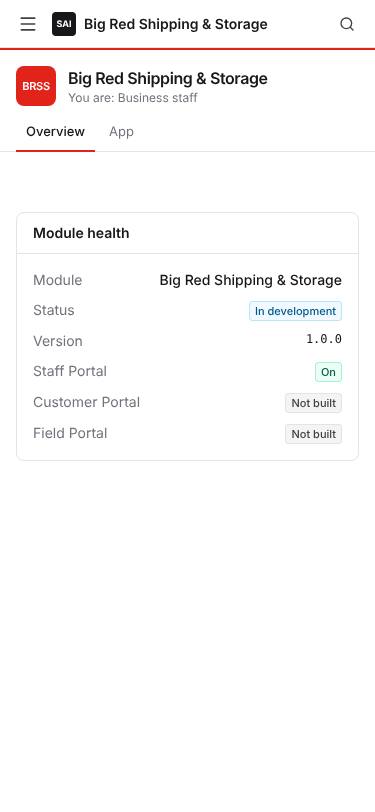 SAI Big Red Shipping & Storage
BRSS
Big Red Shipping & Storage
You are: Business staff
Overview App
Module health
Module Big Red Shipping & Storage
Status In development
Version 1.0.0
Staff Portal On
Customer Portal Not built
Field Portal Not built